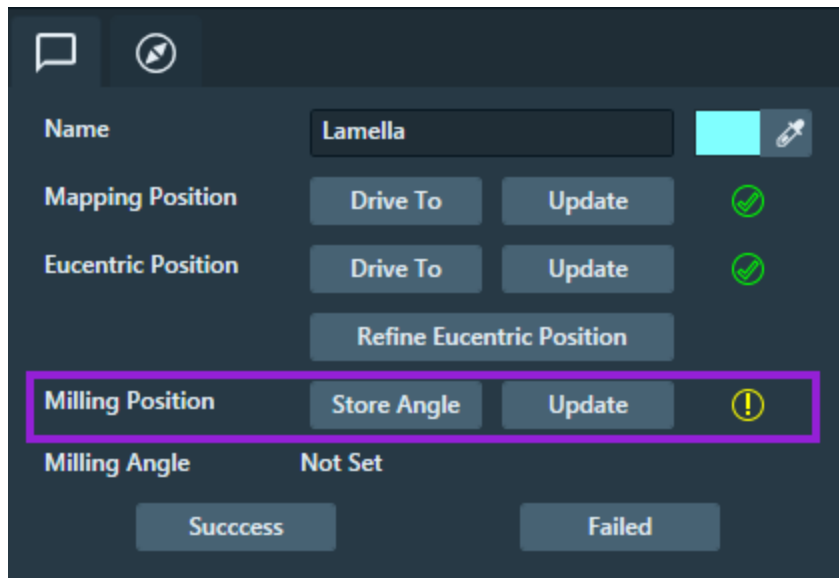 Name Lamella
Mapping Position Drive To Update
Eucentric Position Drive To Update
Refine Eucentric Position
Milling Position Store Angle Update
Milling Angle Not Set
Succcess Failed